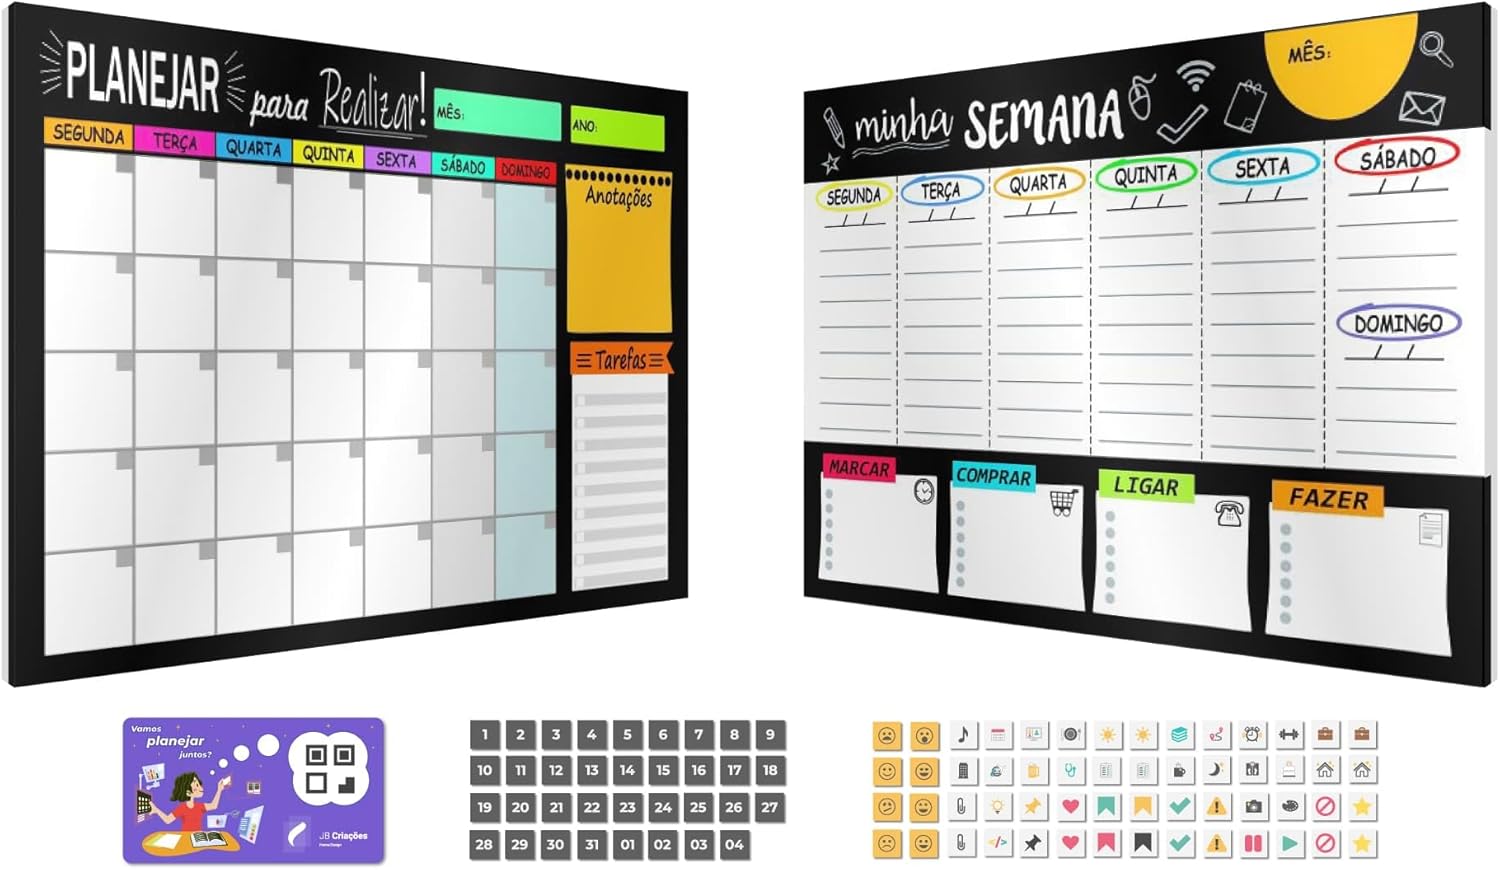 PLANEJAR para Realizar!
MÊS:
ANO:
SEGUNDA TERÇA QUARTA QUINTA SEXTA SÁBADO DOMINGO
Anotações
Tarefas
minha SEMANA
MÊS:
SEGUNDA TERÇA QUARTA QUINTA SEXTA SÁBADO
DOMINGO
MARCAR
COMPRAR
LIGAR
FAZER
Vamos
planejar
juntos?
JB Criações
Home Design
1 2 3 4 5 6 7 8 9
10 11 12 13 14 15 16 17 18
19 20 21 22 23 24 25 26 27
28 29 30 31 01 02 03 04